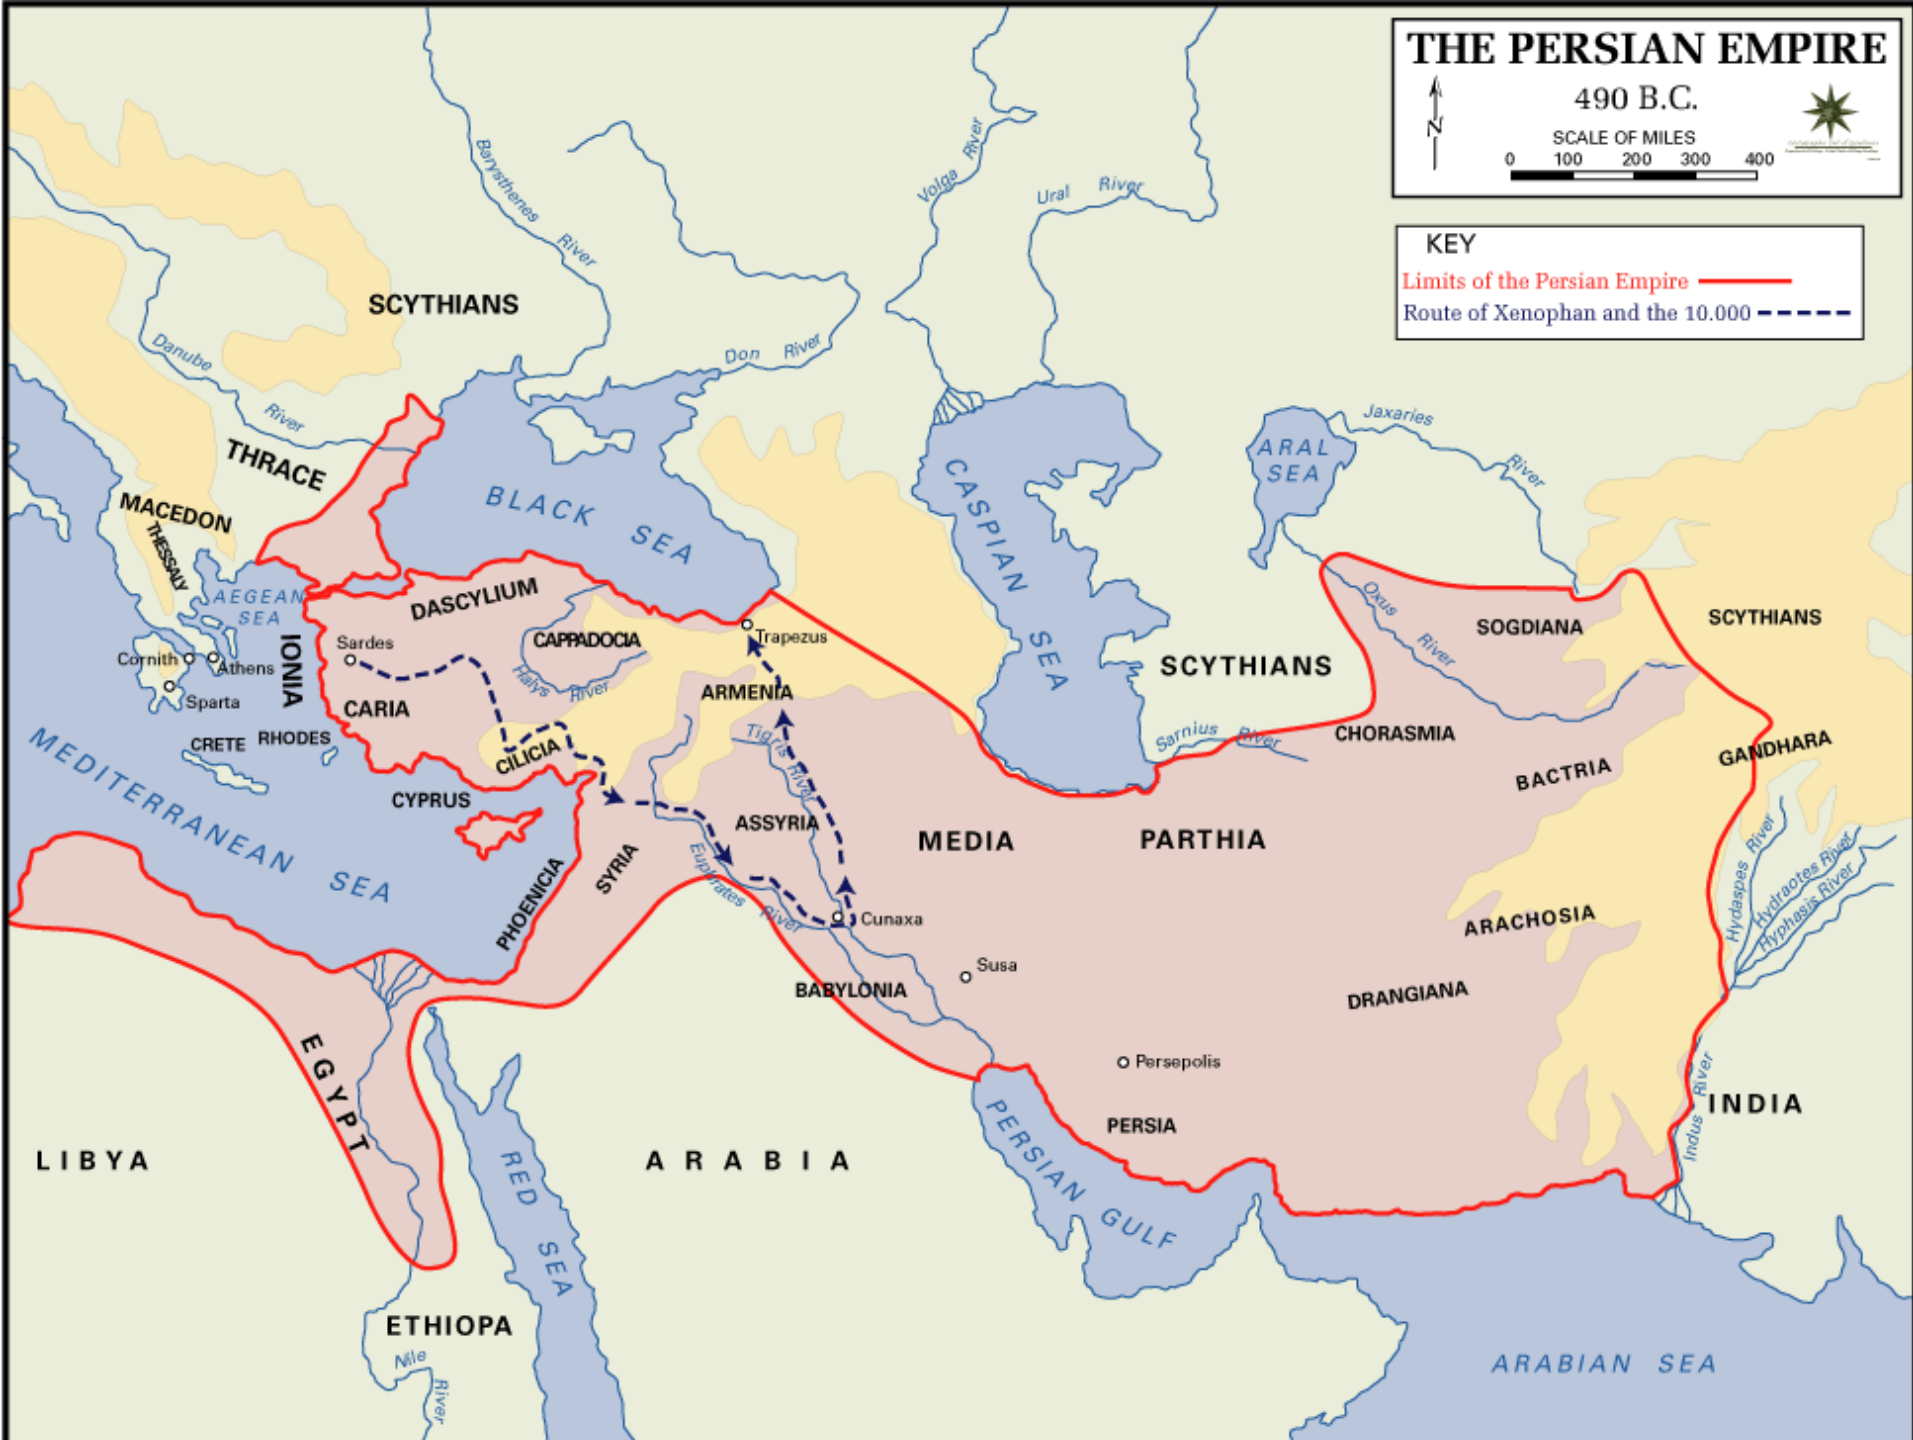 THE PERSIAN EMPIRE
490 B.C.
N
SCALE OF MILES
0 100 200 300 400
KEY
Limits of the Persian Empire
Route of Xenophan and the 10.000
SCYTHIANS
Barysthenes
River
Don River
Volga River
Ural River
Danube
River
THRACE
MACEDON
THESSALY
BLACK SEA
CASPIAN SEA
ARAL
SEA
Jaxaries
River
AEGEAN
SEA
DASCYLIUM
CAPPADOCIA
Halys River
Trapezus
IONIA
Sardes
Cornith
Athens
Sparta
CARIA
CRETE
RHODES
CILICIA
ARMENIA
Tigris River
CYPRUS
MEDITERRANEAN SEA
PHOENICIA
SYRIA
ASSYRIA
Euphrates
River
MEDIA
PARTHIA
SCYTHIANS
Sarnius River
CHORASMIA
Oxus
River
SOGDIANA
SCYTHIANS
BACTRIA
GANDHARA
Hydaspes River
Hydraotes River
Hyphasis River
ARACHOSIA
DRANGIANA
Cunaxa
Susa
BABYLONIA
Persepolis
PERSIA
INDIA
Indus River
EGYPT
LIBYA
ARABIA
RED SEA
PERSIAN GULF
ETHIOPA
Nile
River
ARABIAN SEA